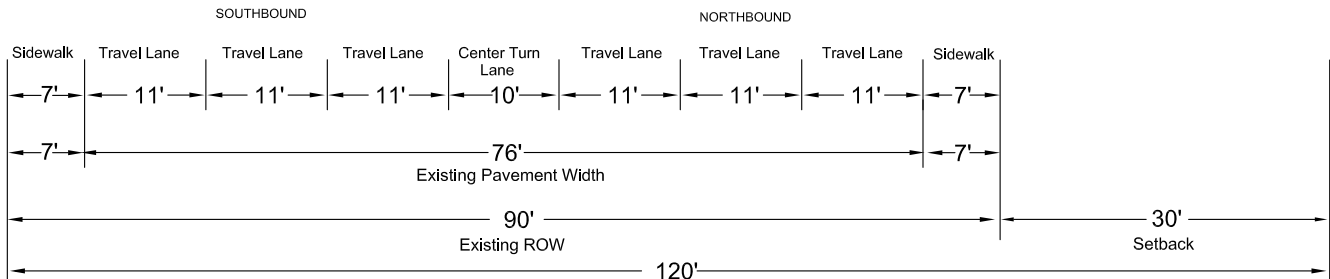 SOUTHBOUND
NORTHBOUND
Sidewalk Travel Lane Travel Lane Travel Lane Center Turn Travel Lane Travel Lane Travel Lane Sidewalk
Lane
7' 11' 11' 11' 10' 11' 11' 11' 7'
7' 76' 7'
Existing Pavement Width
90' 30'
Existing ROW Setback
120'